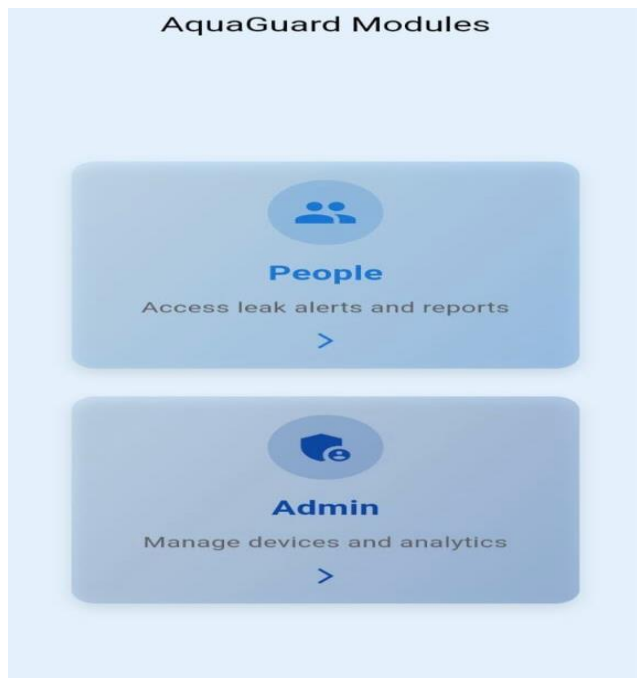 AquaGuard Modules
People
Access leak alerts and reports
>
Admin
Manage devices and analytics
>